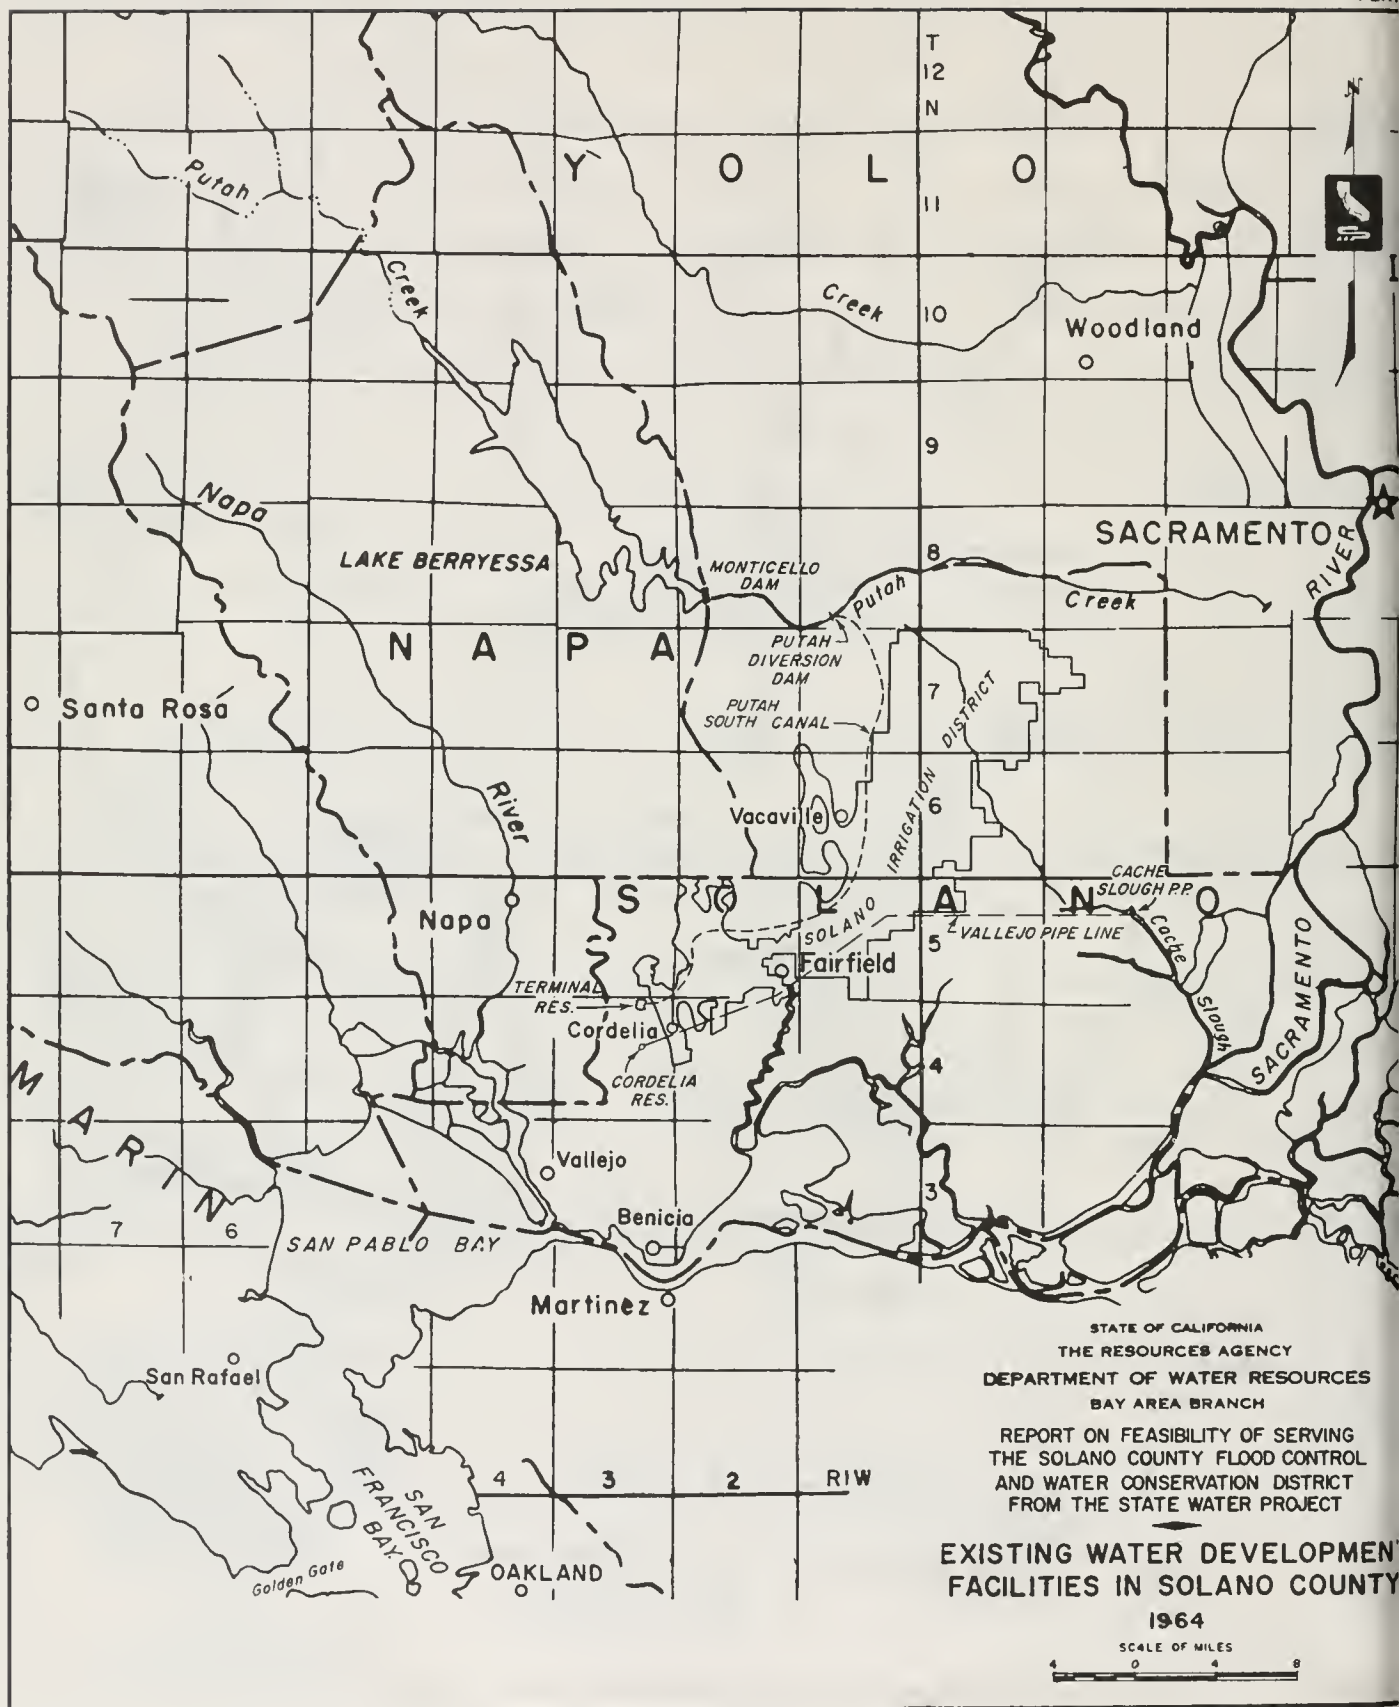 T
12
N
N
Y O L O
Putah
11
Creek
Creek
10
Woodland
9
Napa
SACRAMENTO
RIVER
LAKE BERRYESSA
8
MONTICELLO
DAM
Putah
Creek
N A P A
PUTAH
DIVERSION
DAM
7
Santa Rosa
PUTAH
SOUTH CANAL
DISTRICT
River
IRRIGATION
6
Vacaville
CACHE
SLOUGH P.P.
S O L A N O
Napa
SOLANO
5
VALLEJO PIPE LINE
Cache
Slough
Fairfield
SACRAMENTO
TERMINAL
RES.
Cordelia
4
CORDELIA
RES.
MARIN
Vallejo
3
Benicia
7 6
SAN PABLO BAY
Martinez
STATE OF CALIFORNIA
THE RESOURCES AGENCY
San Rafael
DEPARTMENT OF WATER RESOURCES
BAY AREA BRANCH
REPORT ON FEASIBILITY OF SERVING
THE SOLANO COUNTY FLOOD CONTROL
AND WATER CONSERVATION DISTRICT
FROM THE STATE WATER PROJECT
4 3 2 R1W
SAN
FRANCISCO
BAY
EXISTING WATER DEVELOPMEN
FACILITIES IN SOLANO COUNTY
Golden Gate
OAKLAND
1964
SCALE OF MILES
4 0 4 8